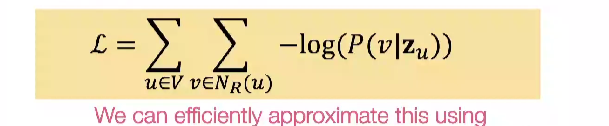 ℒ = ∑ ∑ −log(P(v|z_u))
u∈V v∈N_R(u)
We can efficiently approximate this using